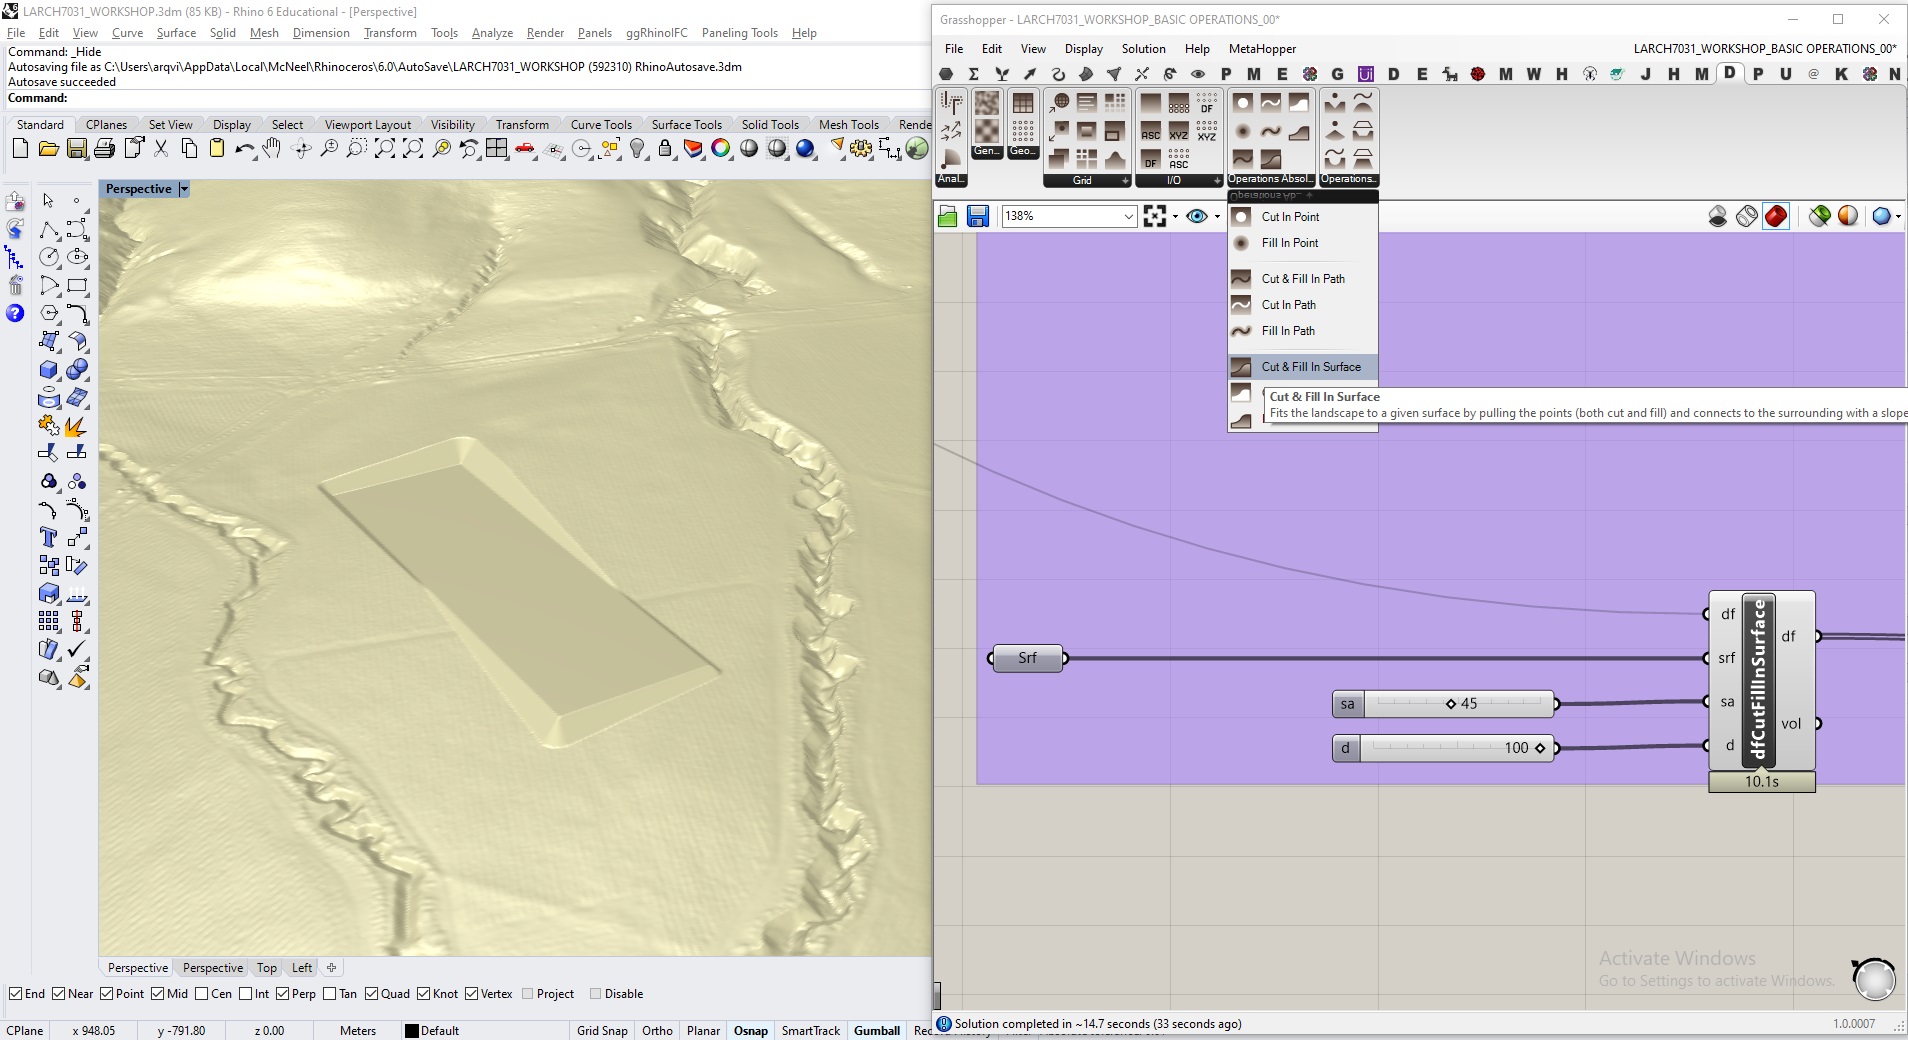 LARCH7031_WORKSHOP.3dm (85 KB) - Rhino 6 Educational - [Perspective]
File Edit View Curve Surface Solid Mesh Dimension Transform Tools Analyze Render Panels ggRhinoIFC Paneling Tools Help
Command: _Hide
Autosaving file as C:\Users\arqvi\AppData\Local\McNeel\Rhinoceros\6.0\AutoSave\LARCH7031_WORKSHOP (592310) RhinoAutosave.3dm
Autosave succeeded
Command:
Standard CPlanes Set View Display Select Viewport Layout Visibility Transform Curve Tools Surface Tools Solid Tools Mesh Tools Rende
Perspective
Perspective Perspective Top Left
End Near Point Mid Cen Int Perp Tan Quad Knot Vertex Project Disable
CPlane x 948.05 y -791.80 z 0.00 Meters Default Grid Snap Ortho Planar Osnap SmartTrack Gumball
Grasshopper - LARCH7031_WORKSHOP_BASIC OPERATIONS_00*
File Edit View Display Solution Help MetaHopper LARCH7031_WORKSHOP_BASIC OPERATIONS_00*
P M E G Ui D E M W H J H M D P U @ K N
DF
ASC XYZ XYZ
DF ASC
Anal... Gen... Geo... Grid I/O Operations Absol... Operations...
138%
Cut In Point
Fill In Point
Cut & Fill In Path
Cut In Path
Fill In Path
Cut & Fill In Surface
Cut & Fill In Surface
Fits the landscape to a given surface by pulling the points (both cut and fill) and connects to the surrounding with a slope
Srf
sa 45
d 100
df
srf
sa
d
dfCutFillInSurface
df
vol
10.1s
Activate Windows
Go to Settings to activate Windows.
Solution completed in ~14.7 seconds (33 seconds ago) 1.0.0007